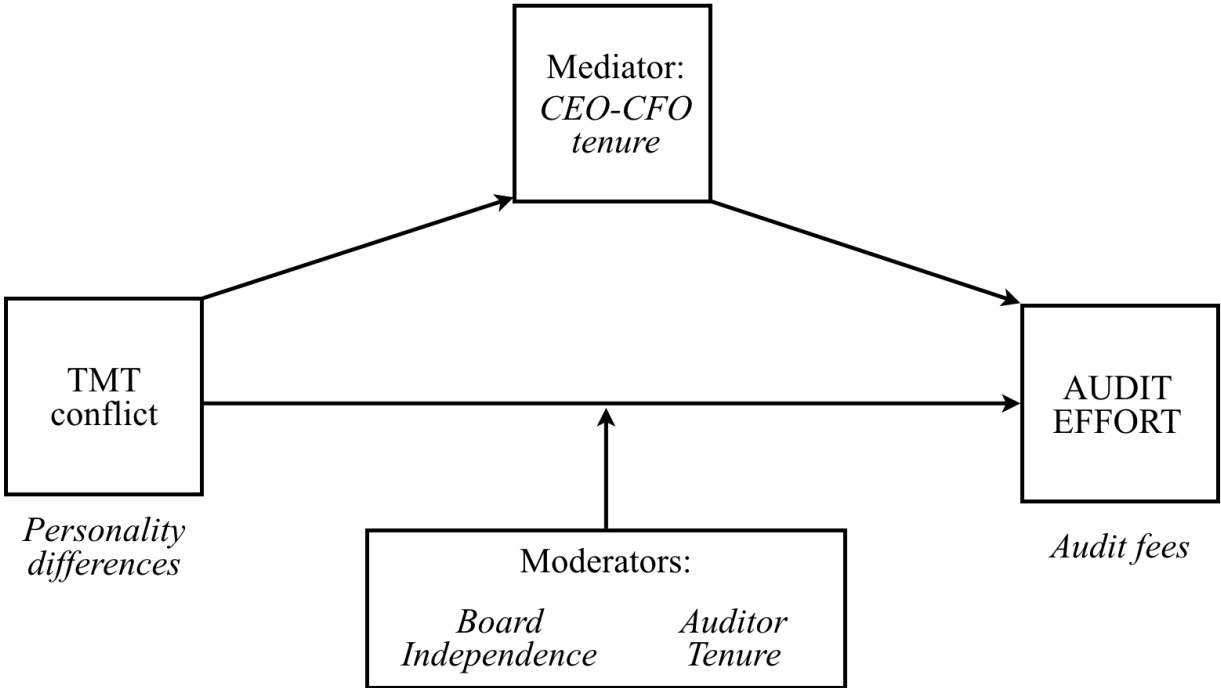 Mediator:
CEO-CFO
tenure
TMT
conflict
AUDIT
EFFORT
Personality
differences
Audit fees
Moderators:
Board
Independence
Auditor
Tenure